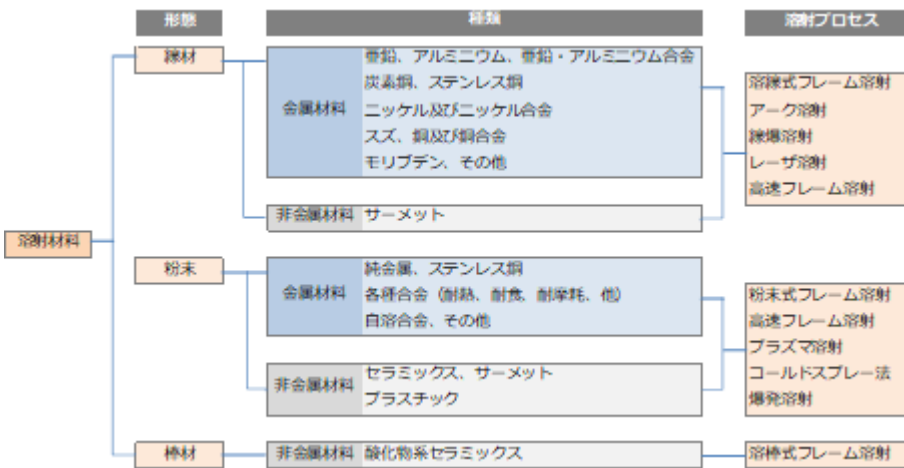 形態 種類 溶射プロセス
線材
金属材料
亜鉛、アルミニウム、亜鉛・アルミニウム合金
炭素鋼、ステンレス鋼
ニッケル及びニッケル合金
スズ、銅及び銅合金
モリブデン、その他
非金属材料 サーメット
溶線式フレーム溶射
アーク溶射
線爆溶射
レーザ溶射
高速フレーム溶射
溶射材料
粉末
金属材料
純金属、ステンレス鋼
各種合金（耐熱、耐食、耐摩耗、他）
自溶合金、その他
非金属材料
セラミックス、サーメット
プラスチック
粉末式フレーム溶射
高速フレーム溶射
プラズマ溶射
コールドスプレー法
爆発溶射
棒材
非金属材料 酸化物系セラミックス
溶棒式フレーム溶射